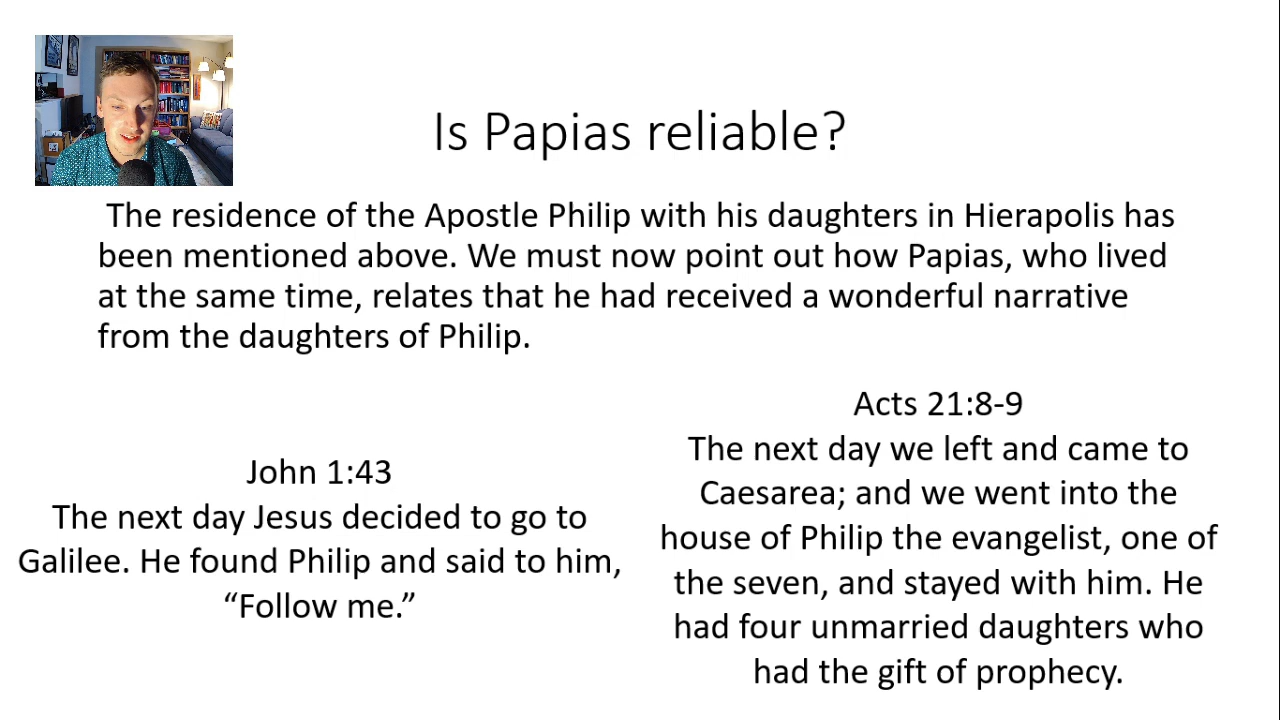 Is Papias reliable?
The residence of the Apostle Philip with his daughters in Hierapolis has
been mentioned above. We must now point out how Papias, who lived
at the same time, relates that he had received a wonderful narrative
from the daughters of Philip.
John 1:43
The next day Jesus decided to go to
Galilee. He found Philip and said to him,
“Follow me.”
Acts 21:8-9
The next day we left and came to
Caesarea; and we went into the
house of Philip the evangelist, one of
the seven, and stayed with him. He
had four unmarried daughters who
had the gift of prophecy.